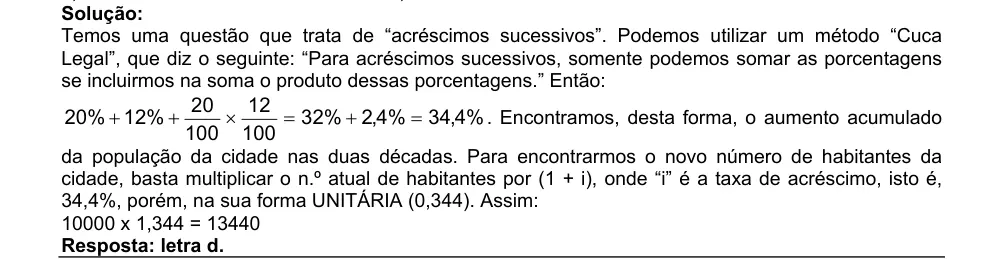 Solução:
Temos uma questão que trata de “acréscimos sucessivos”. Podemos utilizar um método “Cuca
Legal”, que diz o seguinte: “Para acréscimos sucessivos, somente podemos somar as porcentagens
se incluirmos na soma o produto dessas porcentagens.” Então:
20% + 12% + 20/100 × 12/100 = 32% + 2,4% = 34,4%. Encontramos, desta forma, o aumento acumulado
da população da cidade nas duas décadas. Para encontrarmos o novo número de habitantes da
cidade, basta multiplicar o n.º atual de habitantes por (1 + i), onde “i” é a taxa de acréscimo, isto é,
34,4%, porém, na sua forma UNITÁRIA (0,344). Assim:
10000 x 1,344 = 13440
Resposta: letra d.